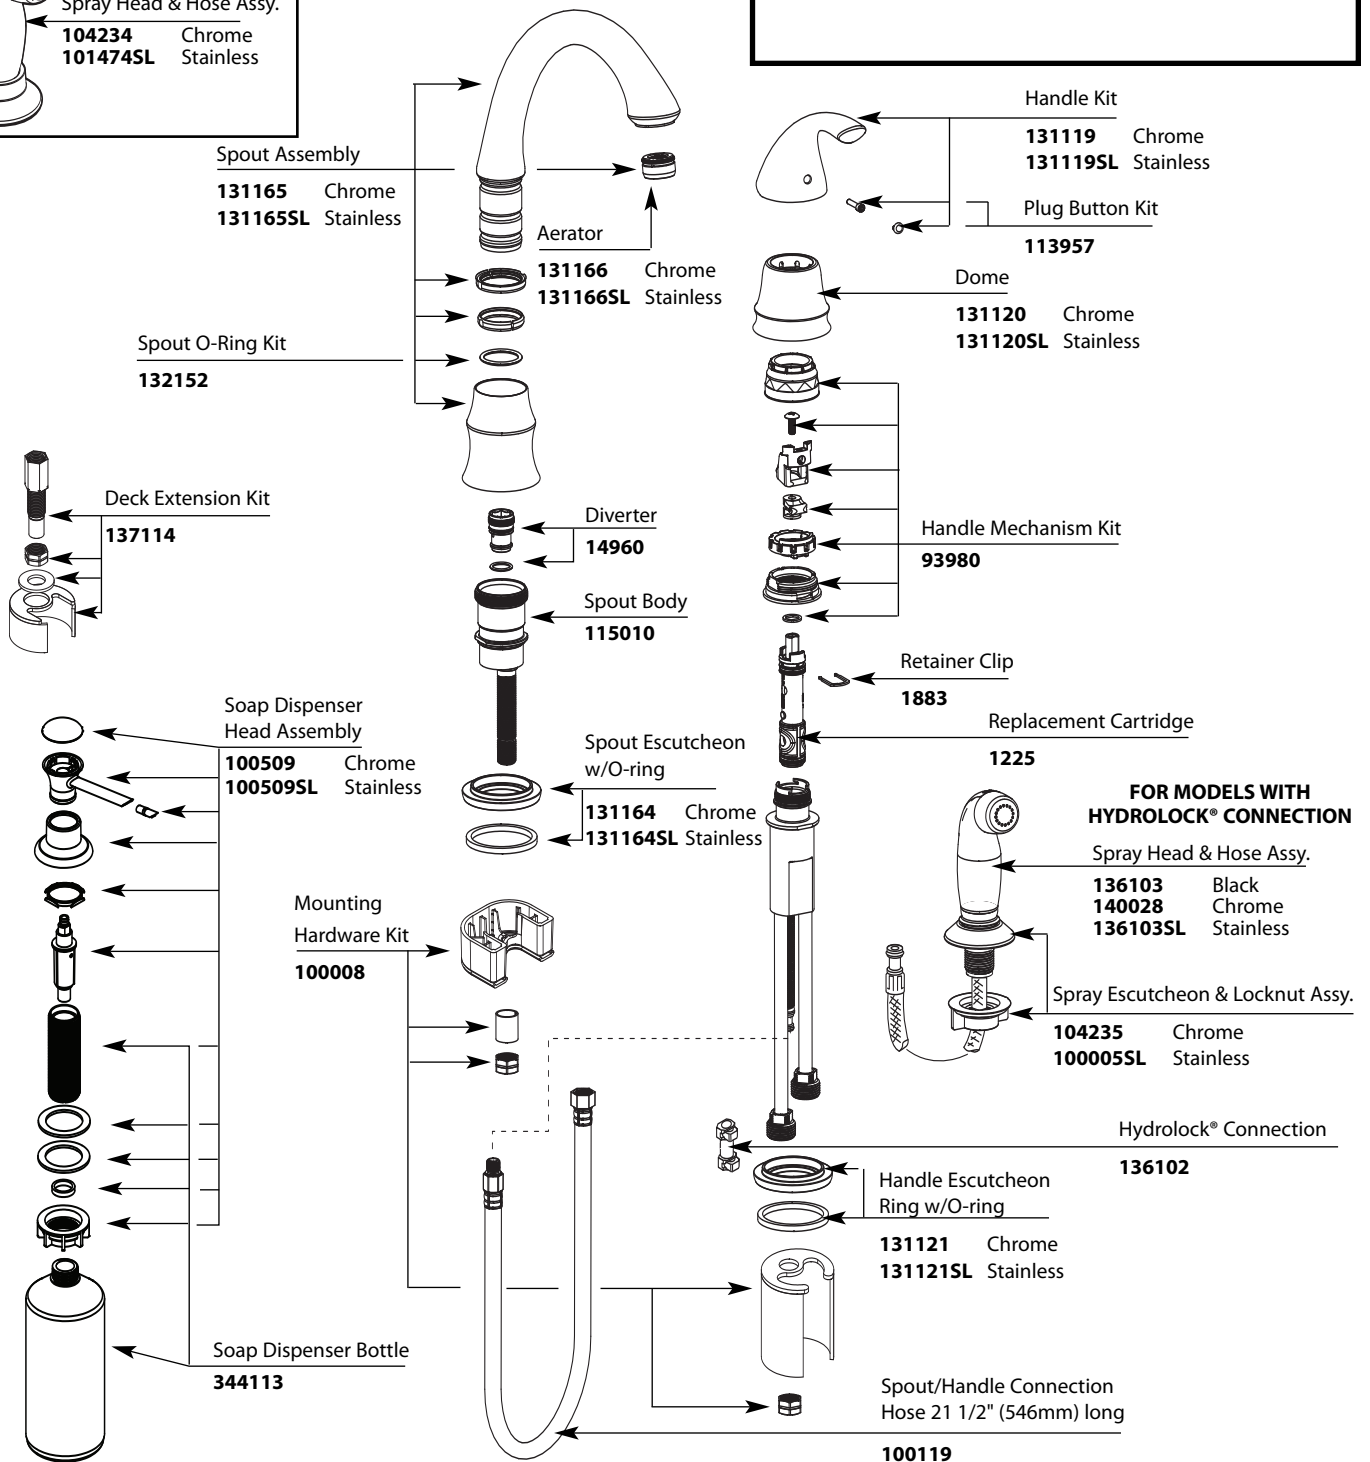 Spray Head & Hose Assy.
104234 Chrome
101474SL Stainless
Handle Kit
131119 Chrome
131119SL Stainless
Spout Assembly
131165 Chrome
131165SL Stainless
Plug Button Kit
113957
Aerator
131166 Chrome
131166SL Stainless
Dome
131120 Chrome
131120SL Stainless
Spout O-Ring Kit
132152
Deck Extension Kit
137114
Diverter
14960
Handle Mechanism Kit
93980
Spout Body
115010
Retainer Clip
1883
Soap Dispenser
Head Assembly
100509 Chrome
100509SL Stainless
Replacement Cartridge
1225
Spout Escutcheon
w/O-ring
131164 Chrome
131164SL Stainless
FOR MODELS WITH
HYDROLOCK® CONNECTION
Spray Head & Hose Assy.
136103 Black
140028 Chrome
136103SL Stainless
Mounting
Hardware Kit
100008
Spray Escutcheon & Locknut Assy.
104235 Chrome
100005SL Stainless
Hydrolock® Connection
136102
Handle Escutcheon
Ring w/O-ring
131121 Chrome
131121SL Stainless
Soap Dispenser Bottle
344113
Spout/Handle Connection
Hose 21 1/2" (546mm) long
100119